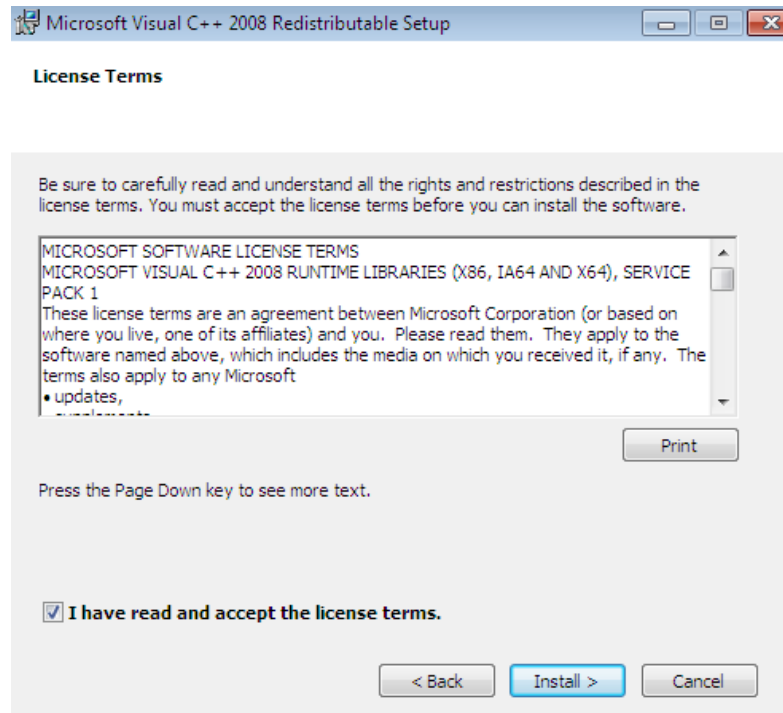 Microsoft Visual C++ 2008 Redistributable Setup
License Terms
Be sure to carefully read and understand all the rights and restrictions described in the
license terms. You must accept the license terms before you can install the software.
MICROSOFT SOFTWARE LICENSE TERMS
MICROSOFT VISUAL C++ 2008 RUNTIME LIBRARIES (X86, IA64 AND X64), SERVICE
PACK 1
These license terms are an agreement between Microsoft Corporation (or based on
where you live, one of its affiliates) and you.  Please read them.  They apply to the
software named above, which includes the media on which you received it, if any.  The
terms also apply to any Microsoft
• updates,
Print
Press the Page Down key to see more text.
I have read and accept the license terms.
< Back
Install >
Cancel